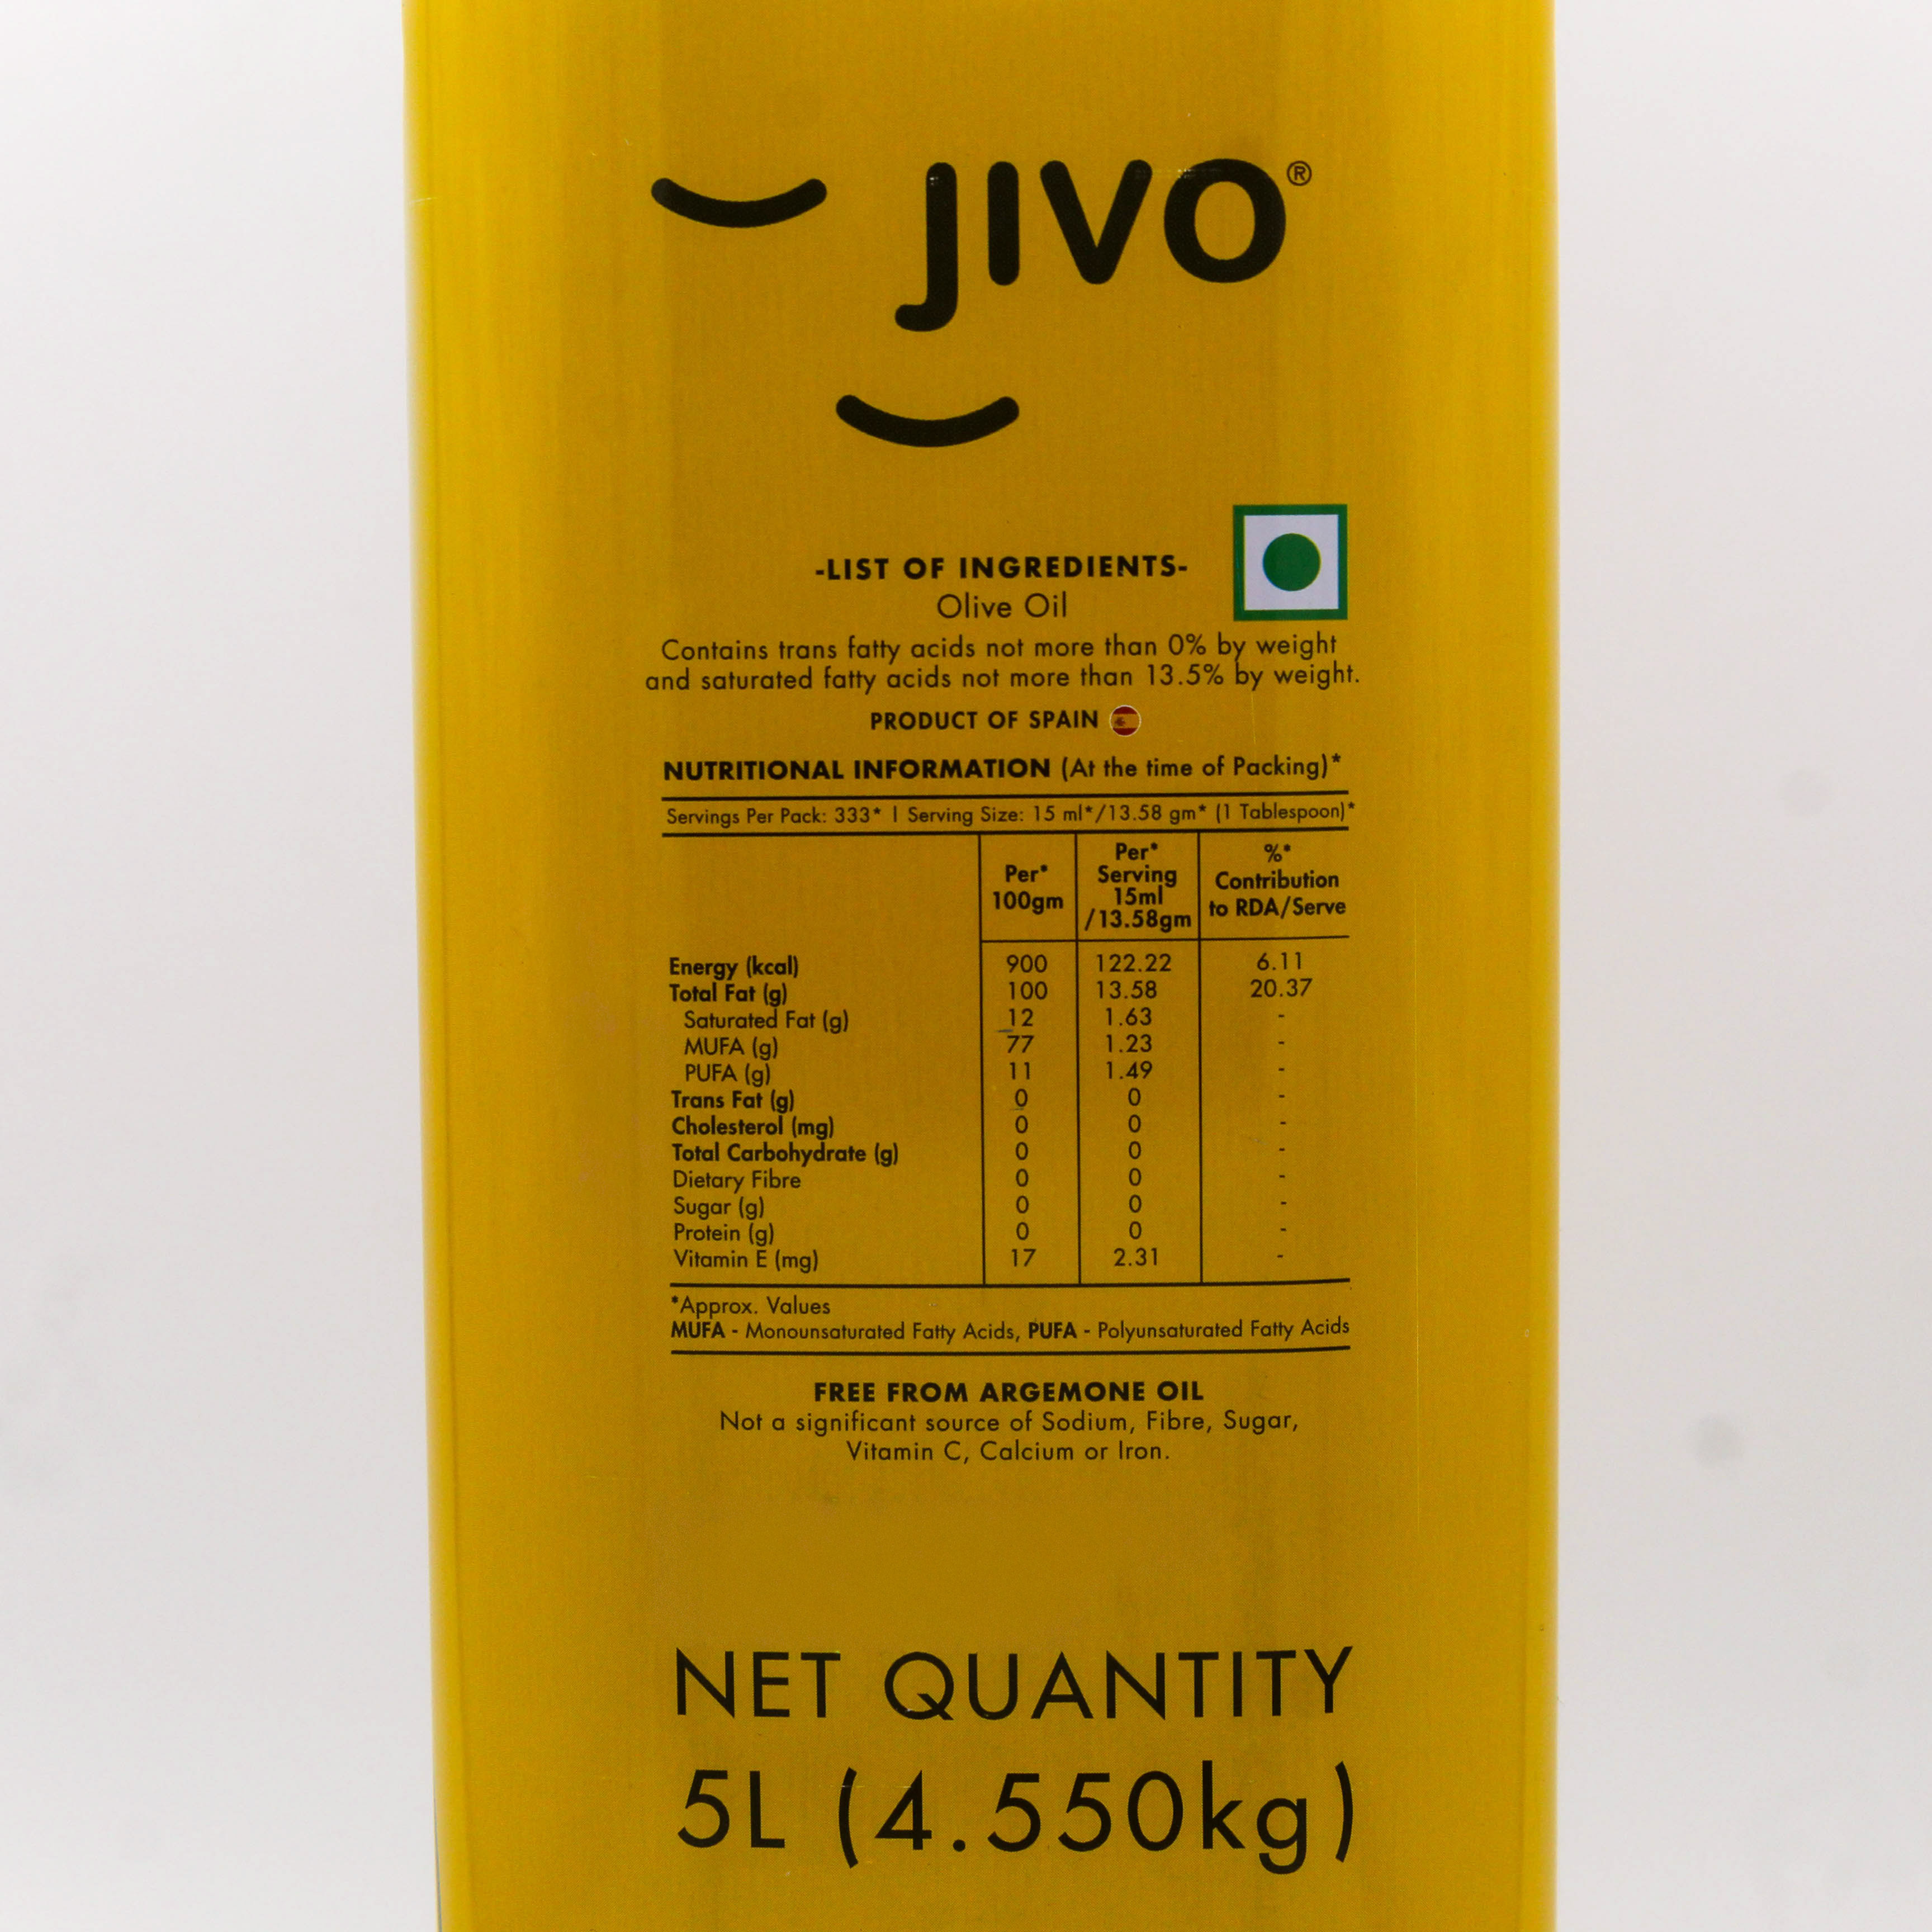 JIVO®
-LIST OF INGREDIENTS-
Olive Oil
Contains trans fatty acids not more than 0% by weight
and saturated fatty acids not more than 13.5% by weight.
PRODUCT OF SPAIN
NUTRITIONAL INFORMATION (At the time of Packing)*
Servings Per Pack: 333* | Serving Size: 15 ml*/13.58 gm* (1 Tablespoon)*
Per* 100gm Per* Serving 15ml /13.58gm %* Contribution to RDA/Serve
Energy (kcal) 900 122.22 6.11
Total Fat (g) 100 13.58 20.37
Saturated Fat (g) 12 1.63 -
MUFA (g) 77 1.23 -
PUFA (g) 11 1.49 -
Trans Fat (g) 0 0 -
Cholesterol (mg) 0 0 -
Total Carbohydrate (g) 0 0 -
Dietary Fibre 0 0 -
Sugar (g) 0 0 -
Protein (g) 0 0 -
Vitamin E (mg) 17 2.31 -
*Approx. Values
MUFA - Monounsaturated Fatty Acids, PUFA - Polyunsaturated Fatty Acids
FREE FROM ARGEMONE OIL
Not a significant source of Sodium, Fibre, Sugar,
Vitamin C, Calcium or Iron.
NET QUANTITY
5L (4.550kg)